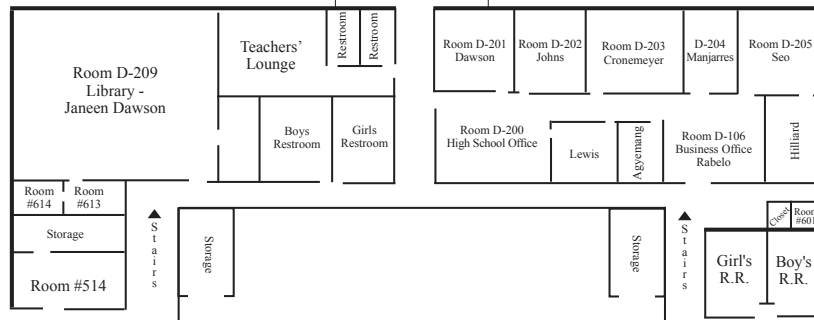 Restroom
Restroom
Teachers'
Lounge
Room D-209
Library -
Janeen Dawson
Boys
Restroom
Girls
Restroom
Room D-201
Dawson
Room D-202
Johns
Room D-203
Cronemeyer
D-204
Manjarres
Room D-205
Seo
Room D-200
High School Office
Lewis
Agyemang
Room D-106
Business Office
Rabelo
Hilliard
Room
#614
Room
#613
Storage
Room #514
Stairs
Storage
Storage
Stairs
Closet
Room
#601
Girl's
R.R.
Boy's
R.R.